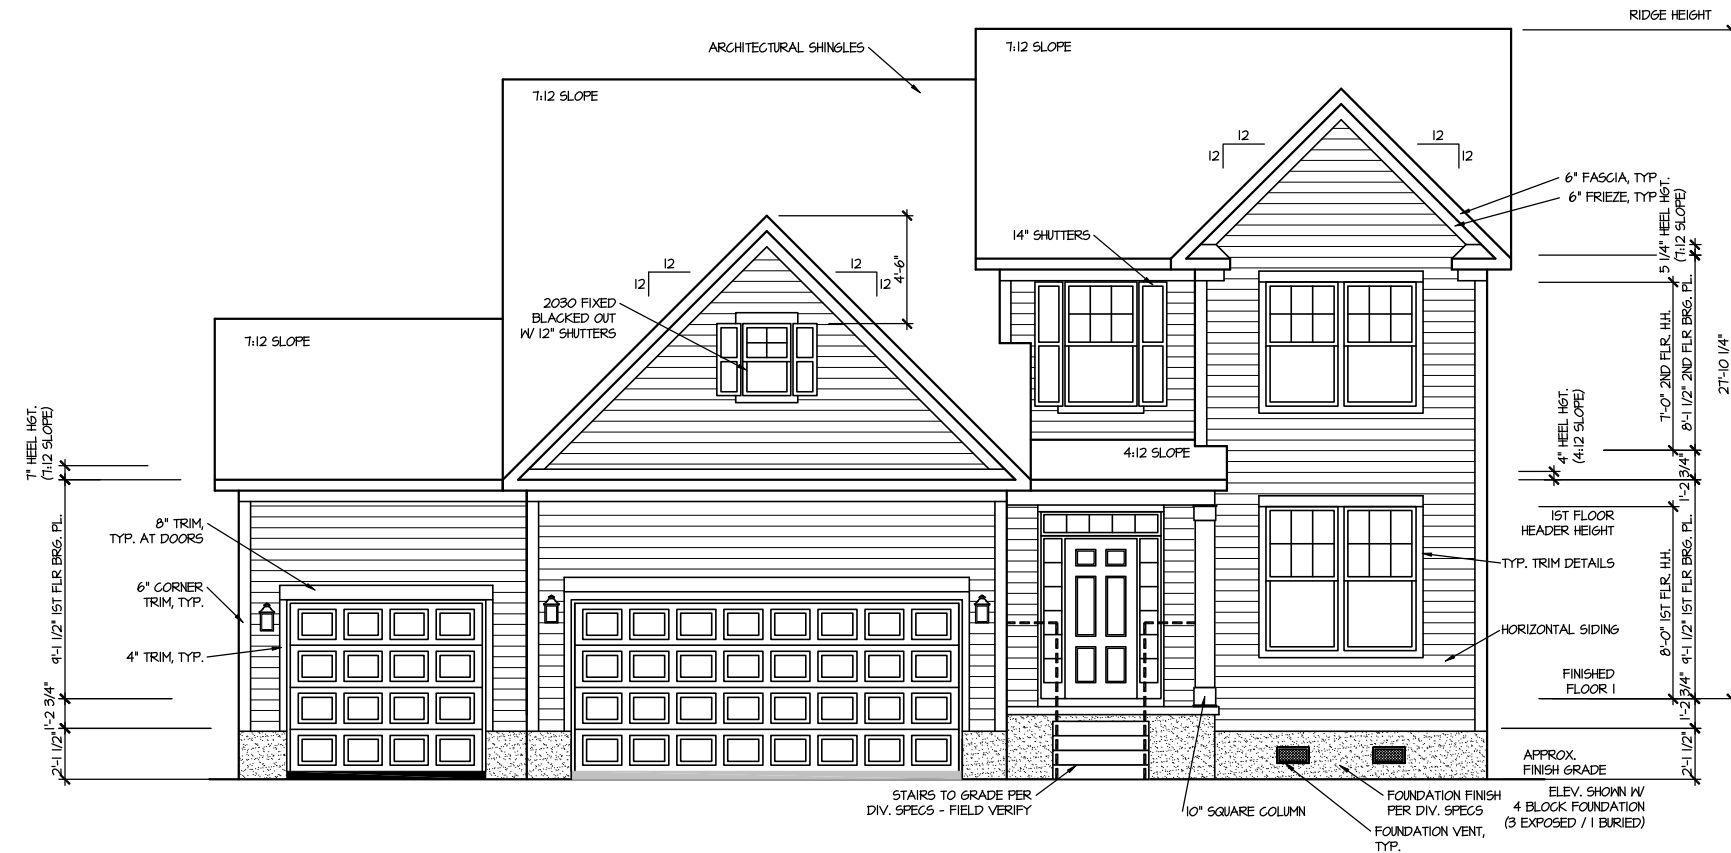 RIDGE HEIGHT
7:12 SLOPE
ARCHITECTURAL SHINGLES
7:12 SLOPE
12
12
12
12
6" FASCIA, TYP.
6" FRIEZE, TYP.
14" SHUTTERS
12
12
12
12
4'-6"
2030 FIXED
BLACKED OUT
W/ 12" SHUTTERS
7:12 SLOPE
5 1/4" HEEL HGT.
(7:12 SLOPE)
7'-0" 2ND FLR. H.H.
8'-1 1/2" 2ND FLR BRG. PL.
27'-10 1/4"
7" HEEL HGT.
(7:12 SLOPE)
4:12 SLOPE
4" HEEL HGT.
(4:12 SLOPE)
1'-2 3/4"
8" TRIM,
TYP. AT DOORS
1ST FLOOR
HEADER HEIGHT
TYP. TRIM DETAILS
6" CORNER
TRIM, TYP.
9'-1 1/2" 1ST FLR BRG. PL.
8'-0" 1ST FLR. H.H.
9'-1 1/2" 1ST FLR BRG. PL.
HORIZONTAL SIDING
4" TRIM, TYP.
FINISHED
FLOOR 1
1'-2 3/4"
1'-2 3/4"
2'-1 1/2"
2'-1 1/2"
APPROX.
FINISH GRADE
STAIRS TO GRADE PER
DIV. SPECS - FIELD VERIFY
10" SQUARE COLUMN
FOUNDATION FINISH
PER DIV. SPECS
FOUNDATION VENT,
TYP.
ELEV. SHOWN W/
4 BLOCK FOUNDATION
(3 EXPOSED / 1 BURIED)